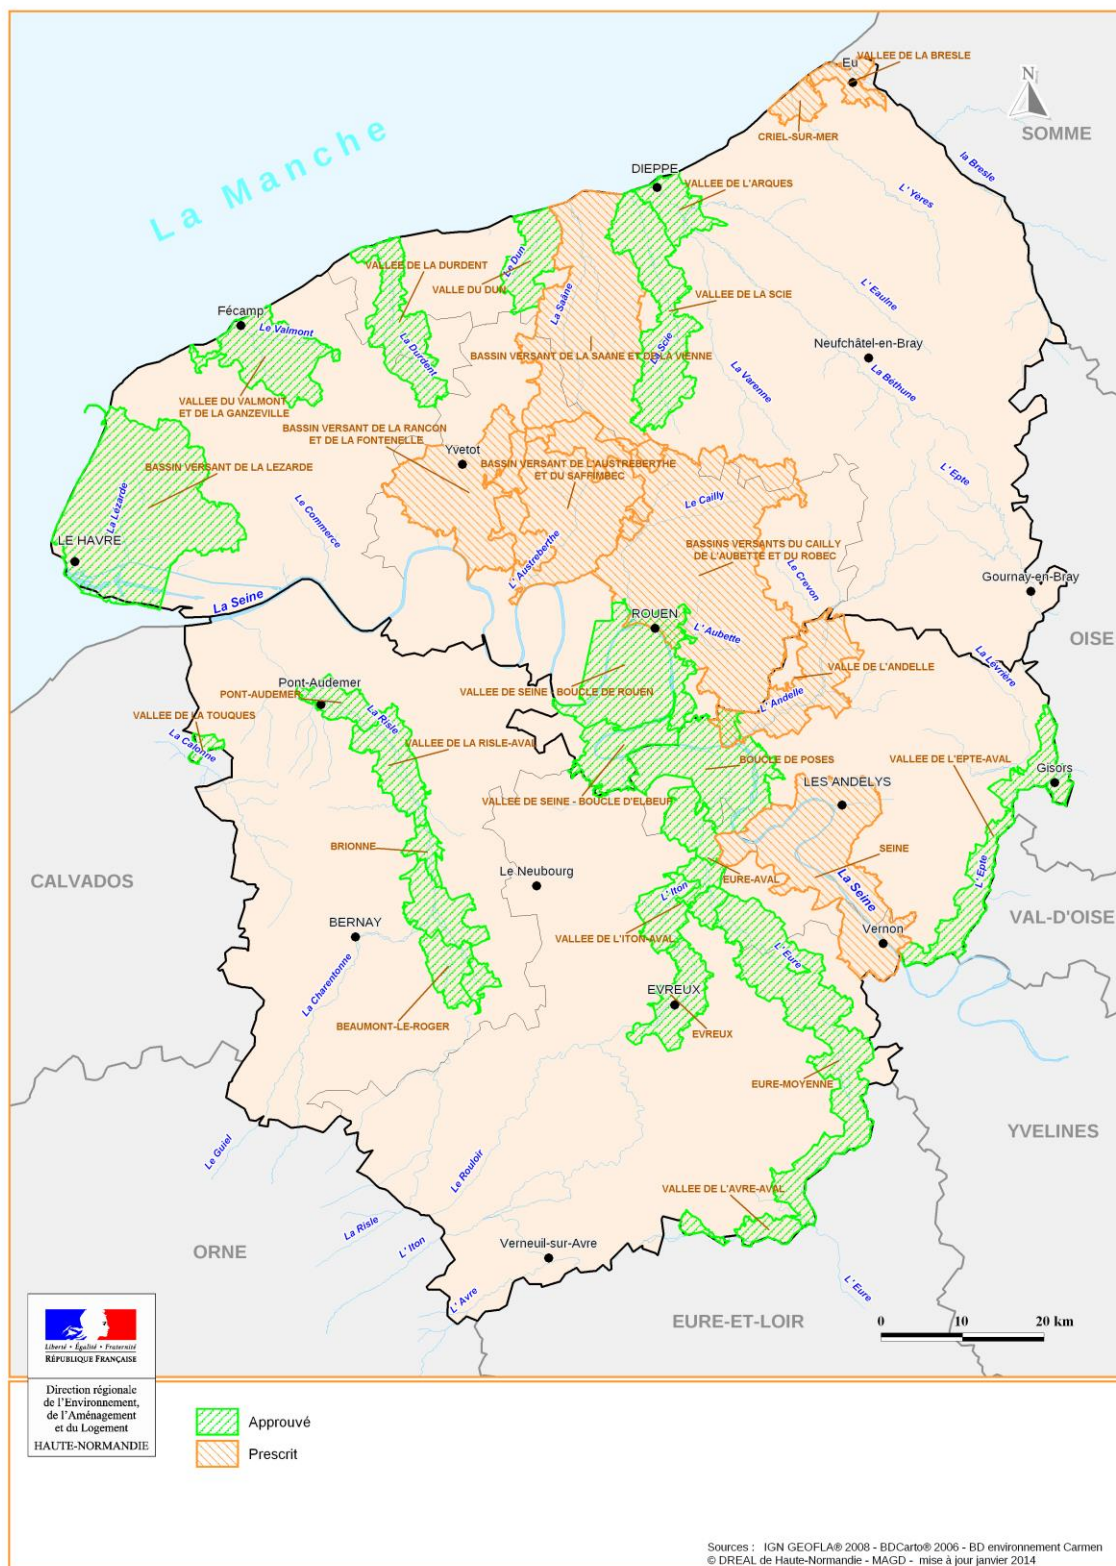 VALLEE DE LA BRESLE
Eu
N
CRIEL-SUR-MER
SOMME
La Manche
la Bresle
DIEPPE
VALLEE DE L'ARQUES
L' Yères
Le Dun
VALLEE DE LA DURDENT
VALLE DU DUN
La Saâne
VALLEE DE LA SCIE
L' Eaulne
Fécamp
Le Valmont
La Durdent
La Scie
Neufchâtel-en-Bray
BASSIN VERSANT DE LA SAANE ET DE LA VIENNE
La Varenne
La Béthune
VALLEE DU VALMONT
ET DE LA GANZEVILLE
BASSIN VERSANT DE LA RANCON
ET DE LA FONTENELLE
Yvetot
BASSIN VERSANT DE LA LEZARDE
BASSIN VERSANT DE L'AUSTREBERTHE
ET DU SAFFIMBEC
L' Epte
La Lézarde
Le Commerce
Le Cailly
LE HAVRE
L' Austreberthe
BASSINS VERSANTS DU CAILLY
DE L'AUBETTE ET DU ROBEC
Le Crevon
Gournay-en-Bray
La Seine
ROUEN
L' Aubette
OISE
La Lévrière
VALLE DE L'ANDELLE
Pont-Audemer
PONT-AUDEMER
VALLEE DE SEINE - BOUCLE DE ROUEN
L' Andelle
VALLEE DE LA TOUQUES
La Risle
La Calonne
VALLEE DE LA RISLE-AVAL
BOUCLE DE POSES
VALLEE DE L'EPTE-AVAL
Gisors
LES ANDELYS
VALLEE DE SEINE - BOUCLE D'ELBEUF
BRIONNE
SEINE
CALVADOS
Le Neubourg
EURE-AVAL
L' Epte
L' Iton
La Seine
VAL-D'OISE
BERNAY
VALLEE DE L'ITON-AVAL
Vernon
L' Eure
La Charentonne
EVREUX
BEAUMONT-LE-ROGER
EVREUX
EURE-MOYENNE
YVELINES
Le Guiel
Le Rouloir
VALLEE DE L'AVRE-AVAL
La Risle
L' Iton
ORNE
Verneuil-sur-Avre
L' Avre
L' Eure
EURE-ET-LOIR
0 10 20 km
Liberté • Égalité • Fraternité
RÉPUBLIQUE FRANÇAISE
Direction régionale
de l'Environnement,
de l'Aménagement
et du Logement
HAUTE-NORMANDIE
Approuvé
Prescrit
Sources : IGN GEOFLA® 2008 - BDCarto® 2006 - BD environnement Carmen
© DREAL de Haute-Normandie - MAGD - mise à jour janvier 2014